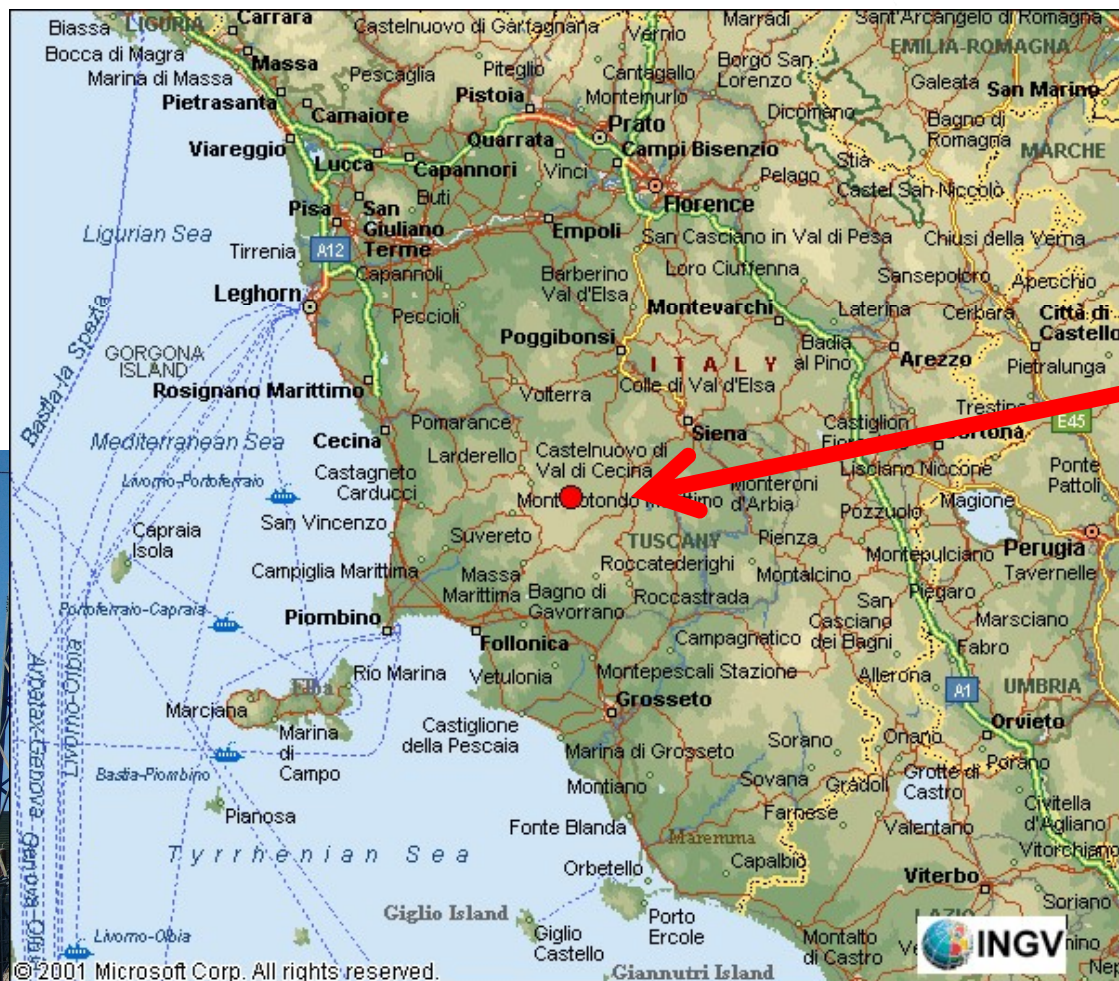 Biassa
LIGURIA
Carrara
Castelnuovo di Garfagnana
Vernio
Marradi
Sant'Arcangelo di Romagna
Bocca di Magra
Massa
Marina di Massa
Pescaglia
Piteglio
Cantagallo
Borgo San
Lorenzo
EMILIA-ROMAGNA
Galeata
San Marino
Pietrasanta
Camaiore
Pistoia
Montemurlo
Dicomano
Bagno di
Romagna
Viareggio
Quarrata
Prato
Campi Bisenzio
MARCHE
Lucca
Capannori
Vinci
Stia
Pelago
Castel San Niccolò
Buti
Florence
Pisa
San
Giuliano
Terme
Empoli
San Casciano in Val di Pesa
Chiusi della Verna
Ligurian Sea
Tirrenia
A12
Capannoli
Barberino
Val d'Elsa
Loro Ciuffenna
Sansepolcro
Apecchio
Leghorn
Peccioli
Montevarchi
Laterina
Cerbara
Città di
Castello
Poggibonsi
GORGONA
ISLAND
ITALY
Badia
al Pino
Arezzo
Pietralunga
Bastia-la Spezia
Rosignano Marittimo
Volterra
Colle di Val d'Elsa
Pomarance
Siena
Castiglion
E45
Mediterranean Sea
Cecina
Larderello
Castelnuovo di
Val di Cecina
Lisciano Niccone
Castagneto
Carducci
Monteroni
d'Arbia
Ponte
Pattoli
Livorno-Portoferraio
San Vincenzo
Pozzuolo
Magione
Capraia
Isola
Suvereto
TUSCANY
Pienza
Montepulciano
Perugia
Campiglia Marittima
Massa
Marittima
Roccatederighi
Montalcino
Tavernelle
Bagno di
Gavorrano
Roccastrada
Piegaro
Portoferraio-Capraia
Piombino
San
Casciano
dei Bagni
Marsciano
Follonica
Campagnatico
Fabro
Rio Marina
Elba
Vetulonia
Montepescali Stazione
Allerona
A1
UMBRIA
Marciana
Grosseto
Orvieto
Marina
di
Campo
Castiglione
della Pescaia
Marina di Grosseto
Sorano
Onano
Porano
Bastia-Piombino
Montiano
Sovana
Gradoli
Grotte di
Castro
Pianosa
Farnese
Civitella
d'Agliano
Fonte Blanda
Maremma
Valentano
Vitorchiano
Tyrrhenian Sea
Orbetello
Capalbio
Viterbo
Livorno-Olbia
Giglio Island
Porto
Ercole
LAZIO
Soriano
Giglio
Castello
Montalto
di Castro
INGV
Livorno-Olbia
Giannutri Island
© 2001 Microsoft Corp. All rights reserved.